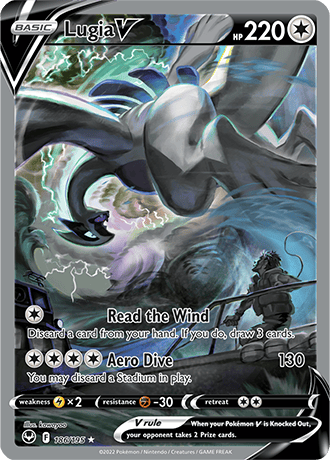 BASIC Lugia V HP 220
Read the Wind
Discard a card from your hand. If you do, draw 3 cards.
Aero Dive 130
You may discard a Stadium in play.
weakness ×2 resistance -30 retreat
Illus. kawayoo
V rule When your Pokémon V is Knocked Out,
your opponent takes 2 Prize cards.
F 186/195 ★
©2022 Pokémon / Nintendo / Creatures / GAME FREAK